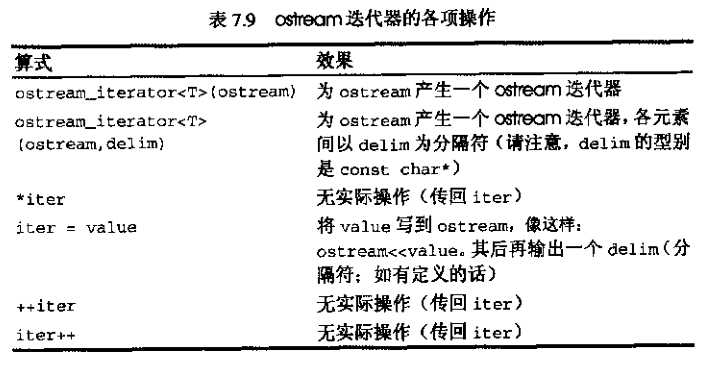 表 7.9 ostream 迭代器的各项操作
算式 效果
ostream_iterator<T>(ostream) 为 ostream 产生一个 ostream 迭代器
ostream_iterator<T> 为 ostream 产生一个 ostream 迭代器，各元素
(ostream,delim) 间以 delim 为分隔符（请注意，delim 的型别
是 const char*）
*iter 无实际操作（传回 iter）
iter = value 将 value 写到 ostream，像这样：
ostream<<value。其后再输出一个 delim（分
隔符；如有定义的话）
++iter 无实际操作（传回 iter）
iter++ 无实际操作（传回 iter）